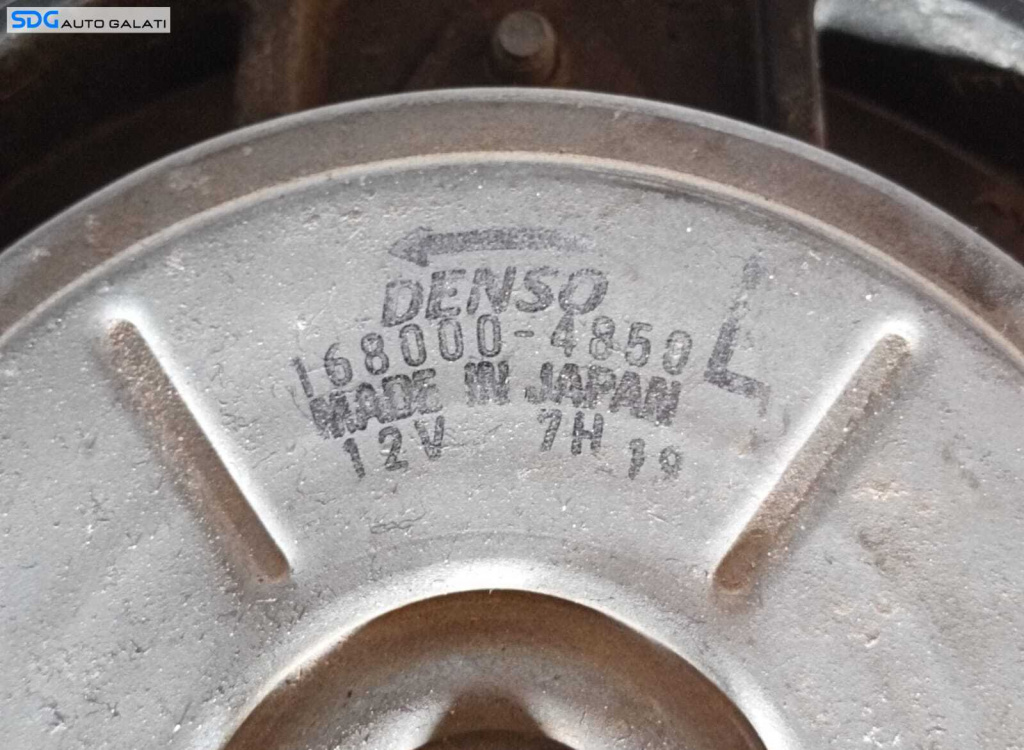 SDG AUTO GALATI
DENSO
168000-4850
L
MADE IN JAPAN
12V 7H 19